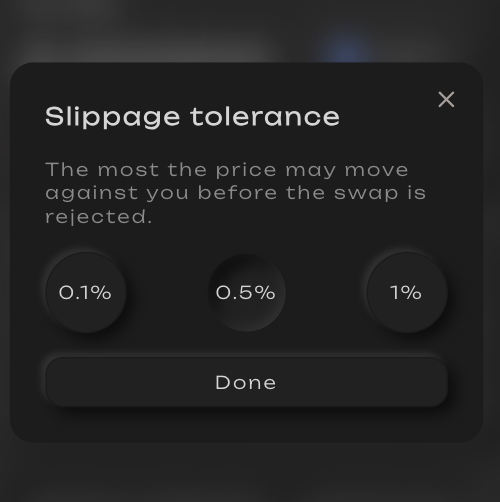 Slippage tolerance
The most the price may move
against you before the swap is
rejected.
0.1% 0.5% 1%
Done